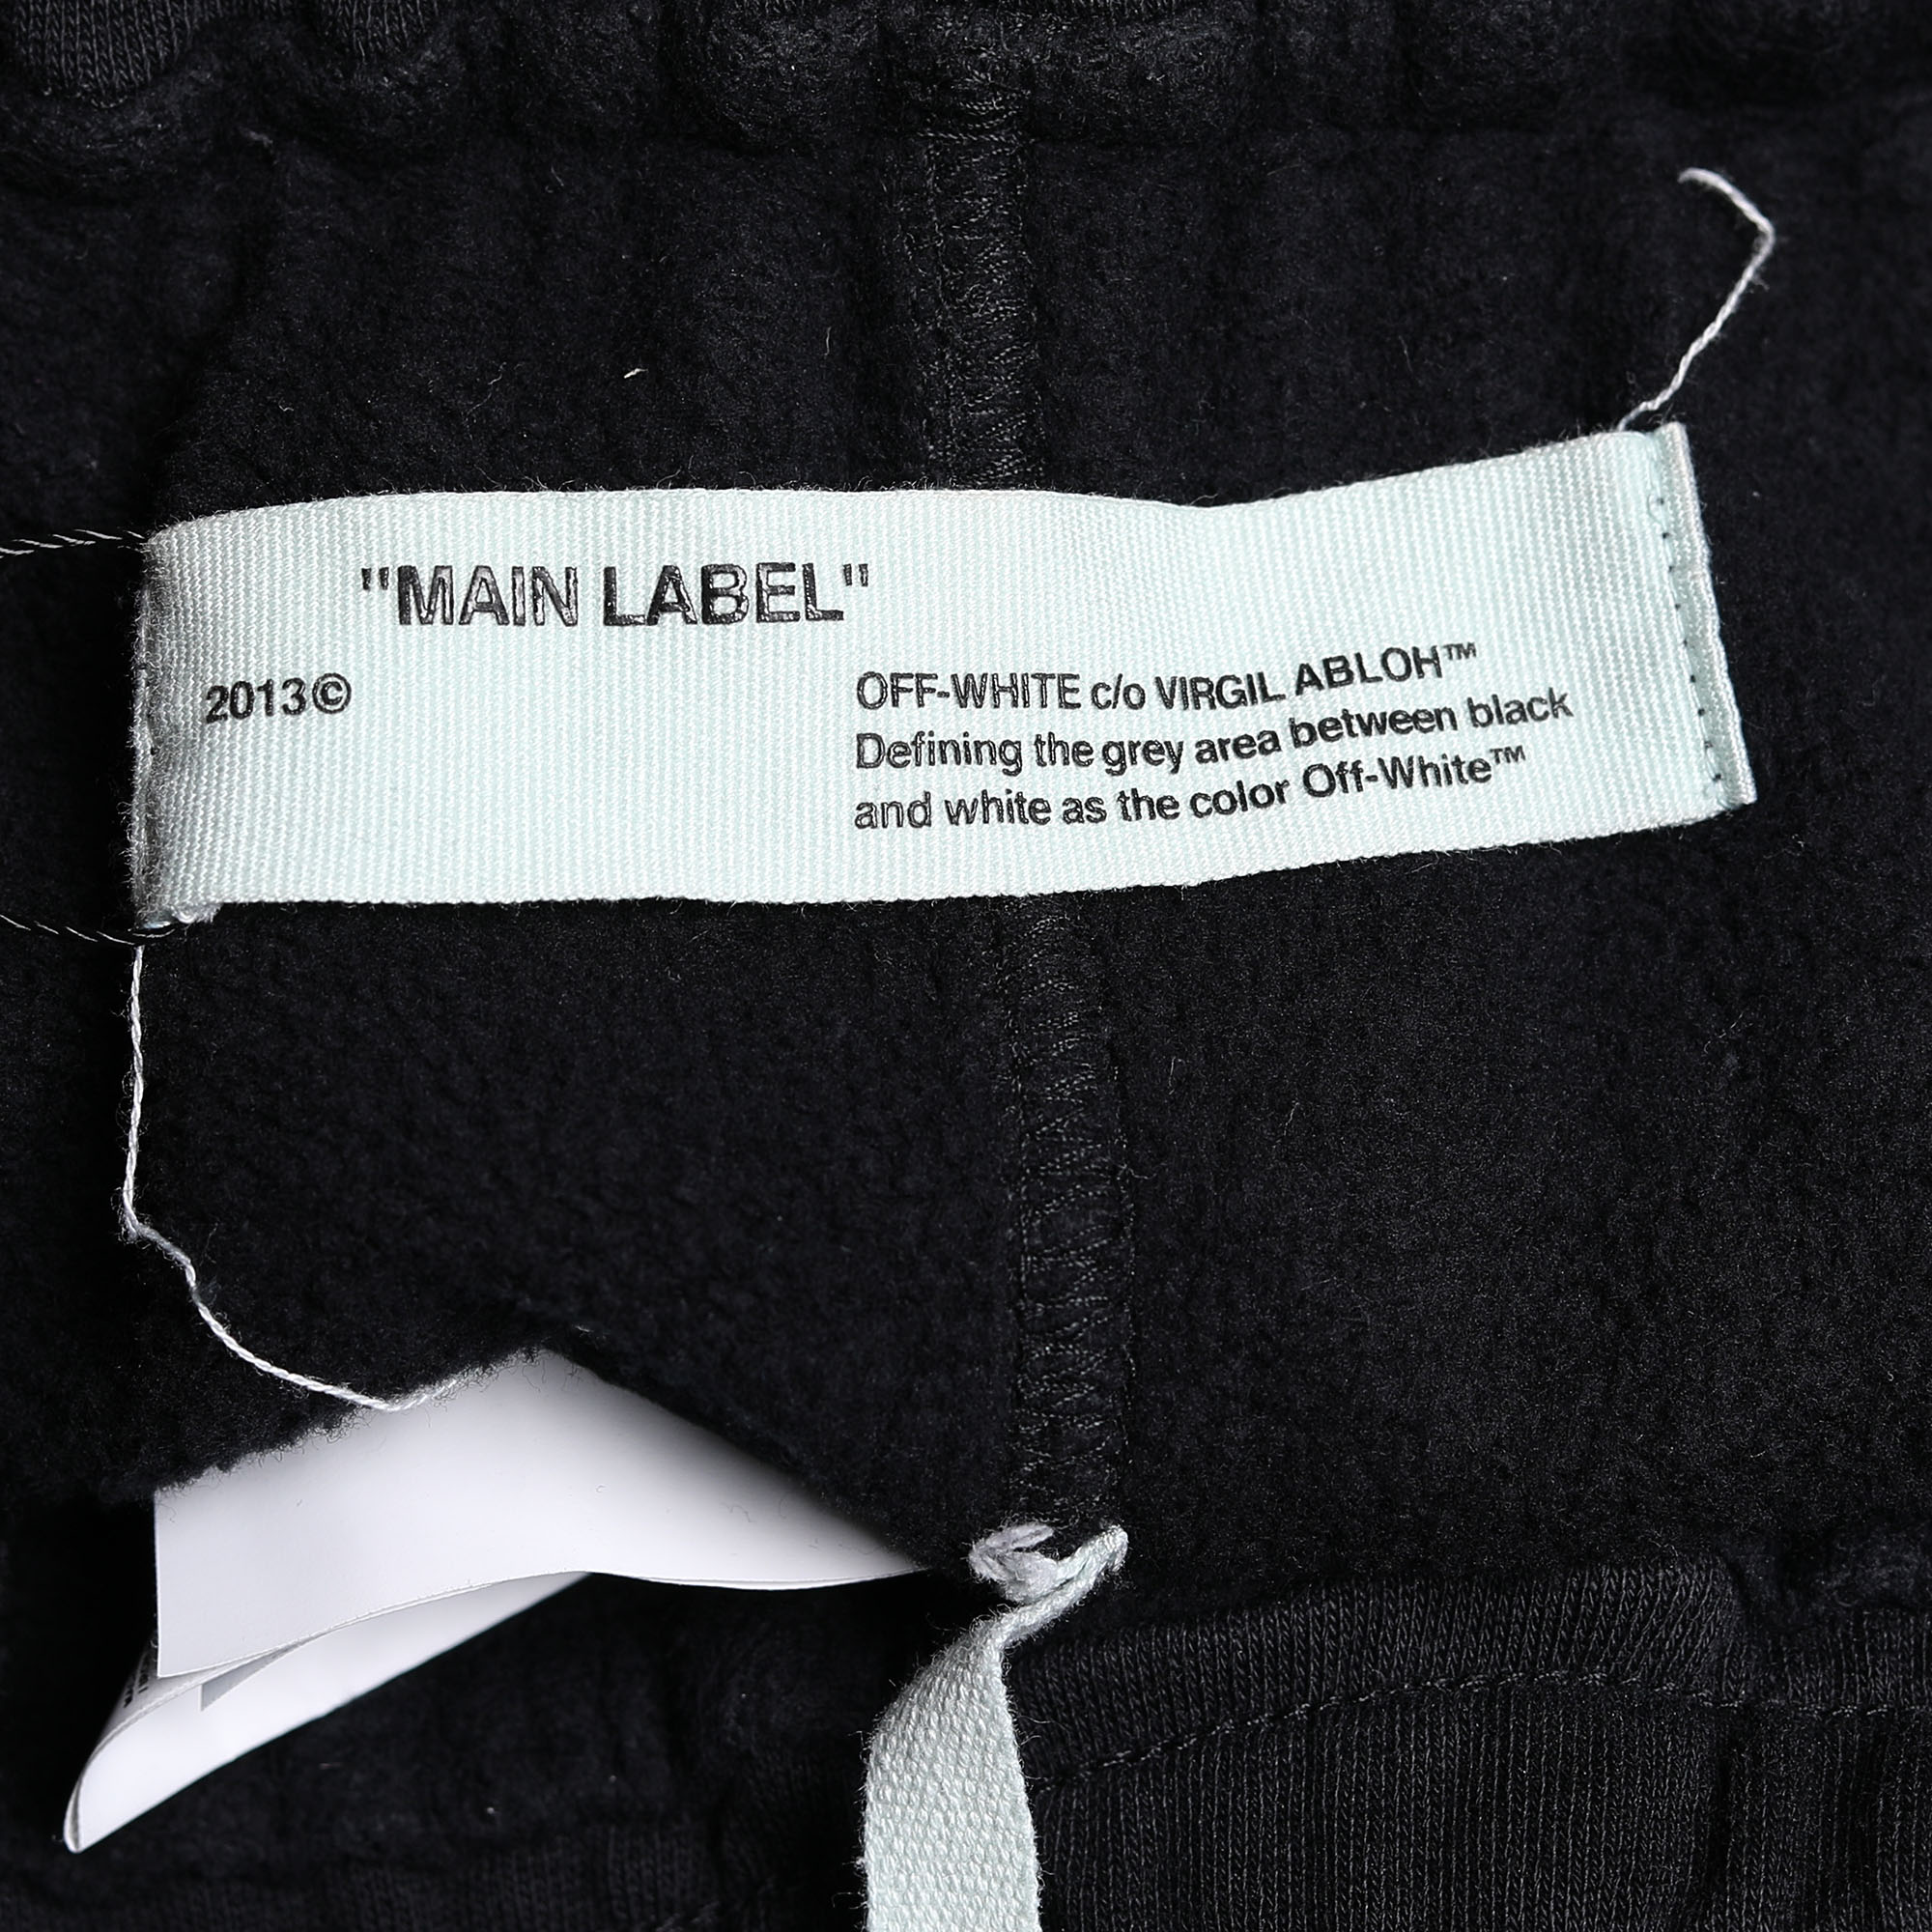 "MAIN LABEL"
2013©
OFF-WHITE c/o VIRGIL ABLOH™
Defining the grey area between black
and white as the color Off-White™